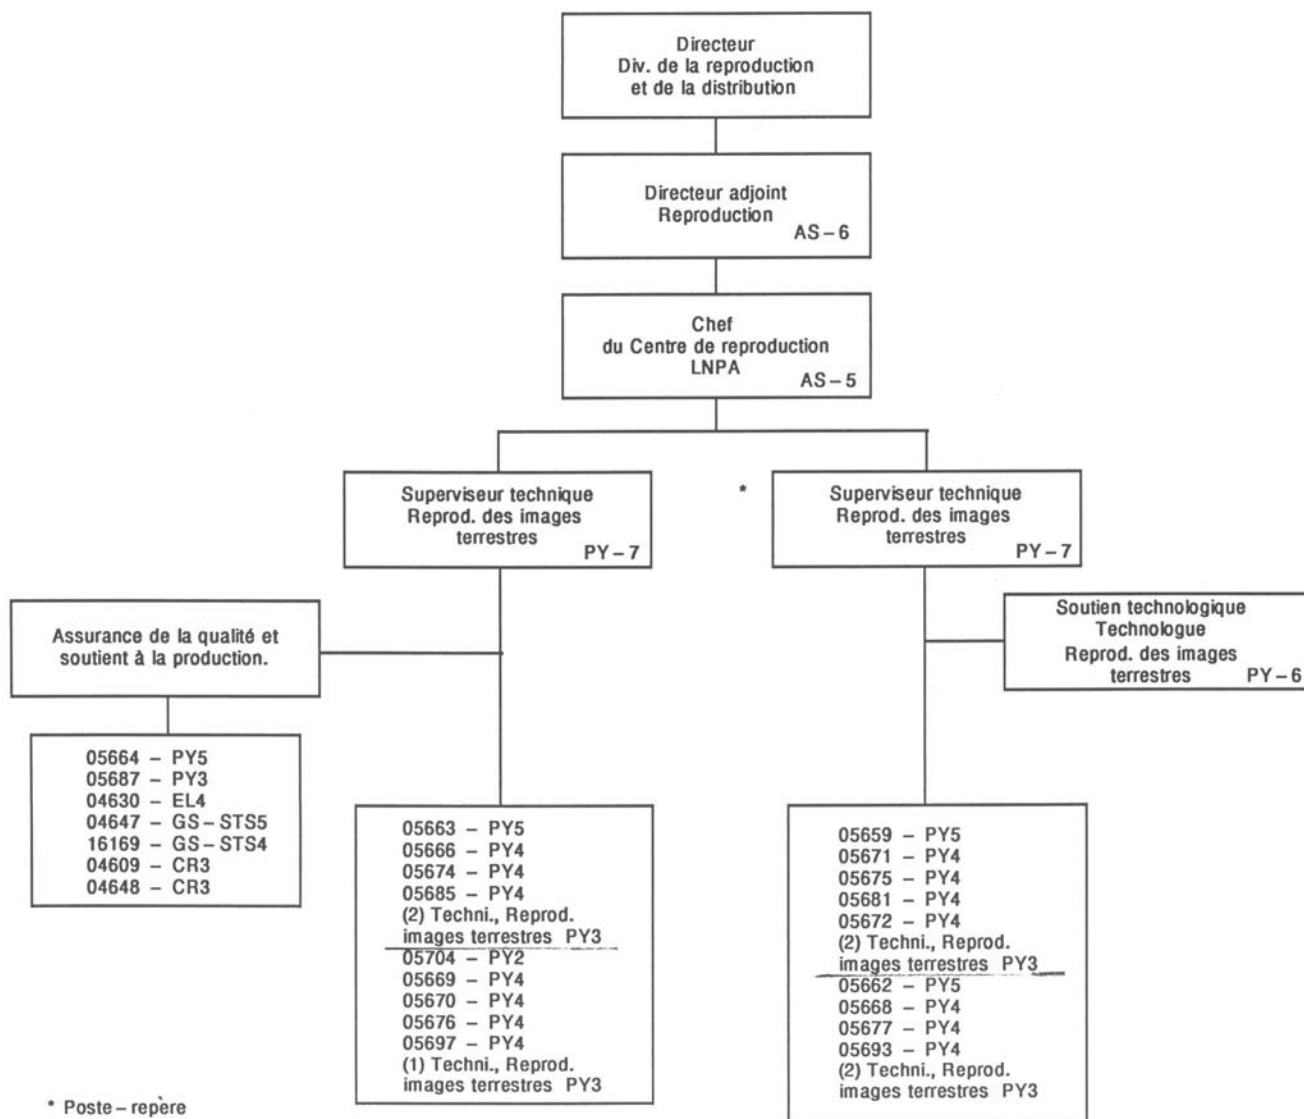 Directeur
Div. de la reproduction
et de la distribution
Directeur adjoint
Reproduction
AS – 6
Chef
du Centre de reproduction
LNPA
AS – 5
Superviseur technique
Reprod. des images
terrestres
PY – 7
*
Superviseur technique
Reprod. des images
terrestres
PY – 7
Assurance de la qualité et
soutient à la production.
Soutien technologique
Technologue
Reprod. des images
terrestres PY – 6
05664 – PY5
05687 – PY3
04630 – EL4
04647 – GS – STS5
16169 – GS – STS4
04609 – CR3
04648 – CR3
05663 – PY5
05666 – PY4
05674 – PY4
05685 – PY4
(2) Techni., Reprod.
images terrestres PY3
05704 – PY2
05669 – PY4
05670 – PY4
05676 – PY4
05697 – PY4
(1) Techni., Reprod.
images terrestres PY3
05659 – PY5
05671 – PY4
05675 – PY4
05681 – PY4
05672 – PY4
(2) Techni., Reprod.
images terrestres PY3
05662 – PY5
05668 – PY4
05677 – PY4
05693 – PY4
(2) Techni., Reprod.
images terrestres PY3
* Poste – repère